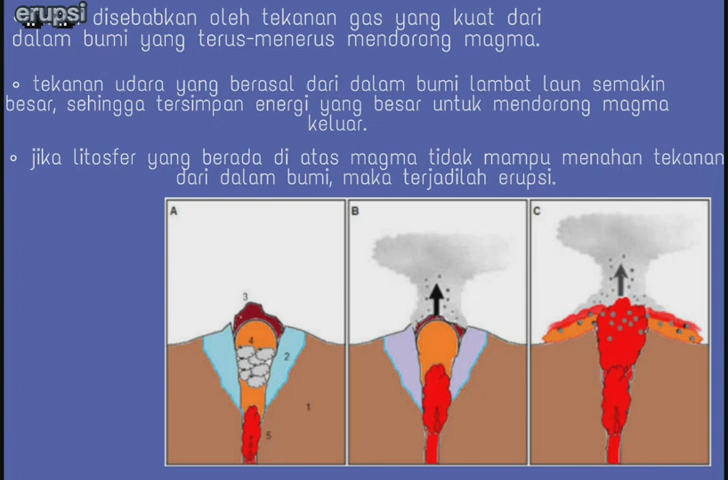 erupsi disebabkan oleh tekanan gas yang kuat dari
dalam bumi yang terus-menerus mendorong magma.
◦ tekanan udara yang berasal dari dalam bumi lambat laun semakin
besar, sehingga tersimpan energi yang besar untuk mendorong magma
keluar.
◦ jika litosfer yang berada di atas magma tidak mampu menahan tekanan
dari dalam bumi, maka terjadilah erupsi.
A B C
3
4
2
1
5